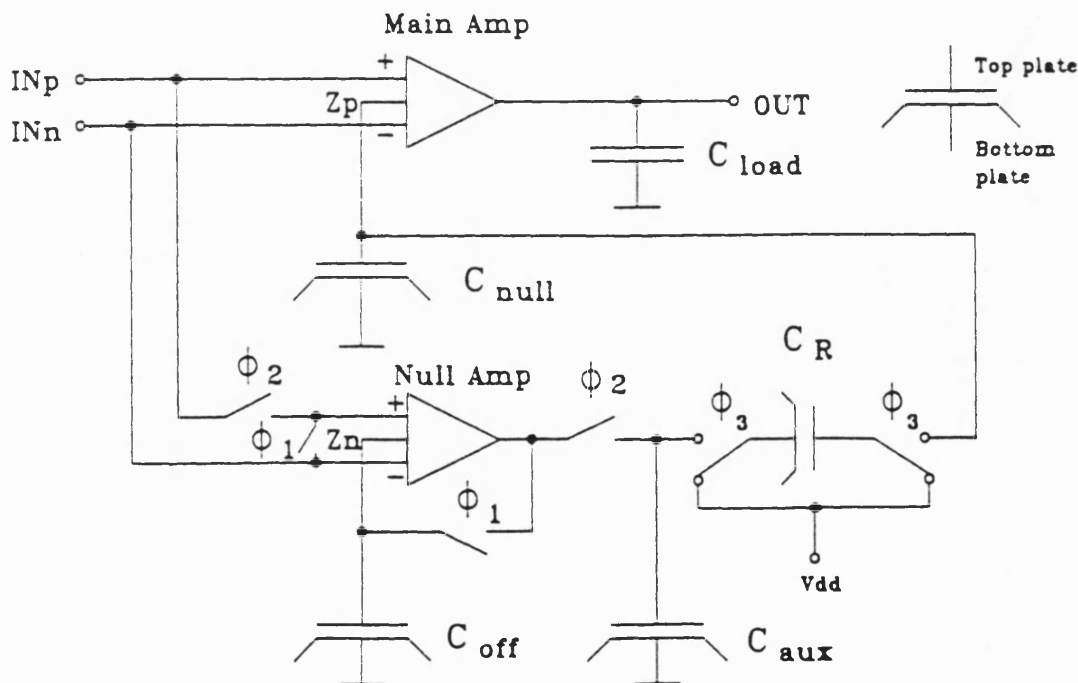 Main Amp
INp
+
Zp
INn
−
OUT
C load
Top plate
Bottom
plate
C null
C R
ϕ 2
Null Amp
ϕ 2
ϕ 3
ϕ 3
+
ϕ 1
Zn
−
ϕ 1
Vdd
C off
C aux